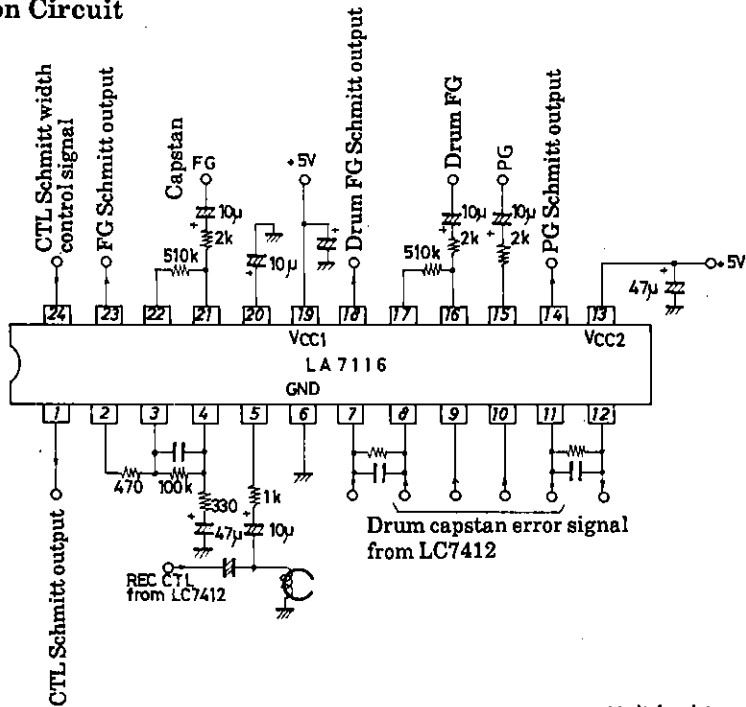 on Circuit
CTL Schmitt width
control signal
FG Schmitt output
Capstan
FG
10μ
2k
510k
10μ
+5V
Drum FG Schmitt output
Drum FG
10μ
2k
510k
PG
10μ
2k
PG Schmitt output
+5V
47μ
24 23 22 21 20 19 18 17 16 15 14 13
VCC1
VCC2
LA7116
GND
1 2 3 4 5 6 7 8 9 10 11 12
470
100k
330
47μ
1k
10μ
REC CTL
from LC7412
Drum capstan error signal
from LC7412
CTL Schmitt output